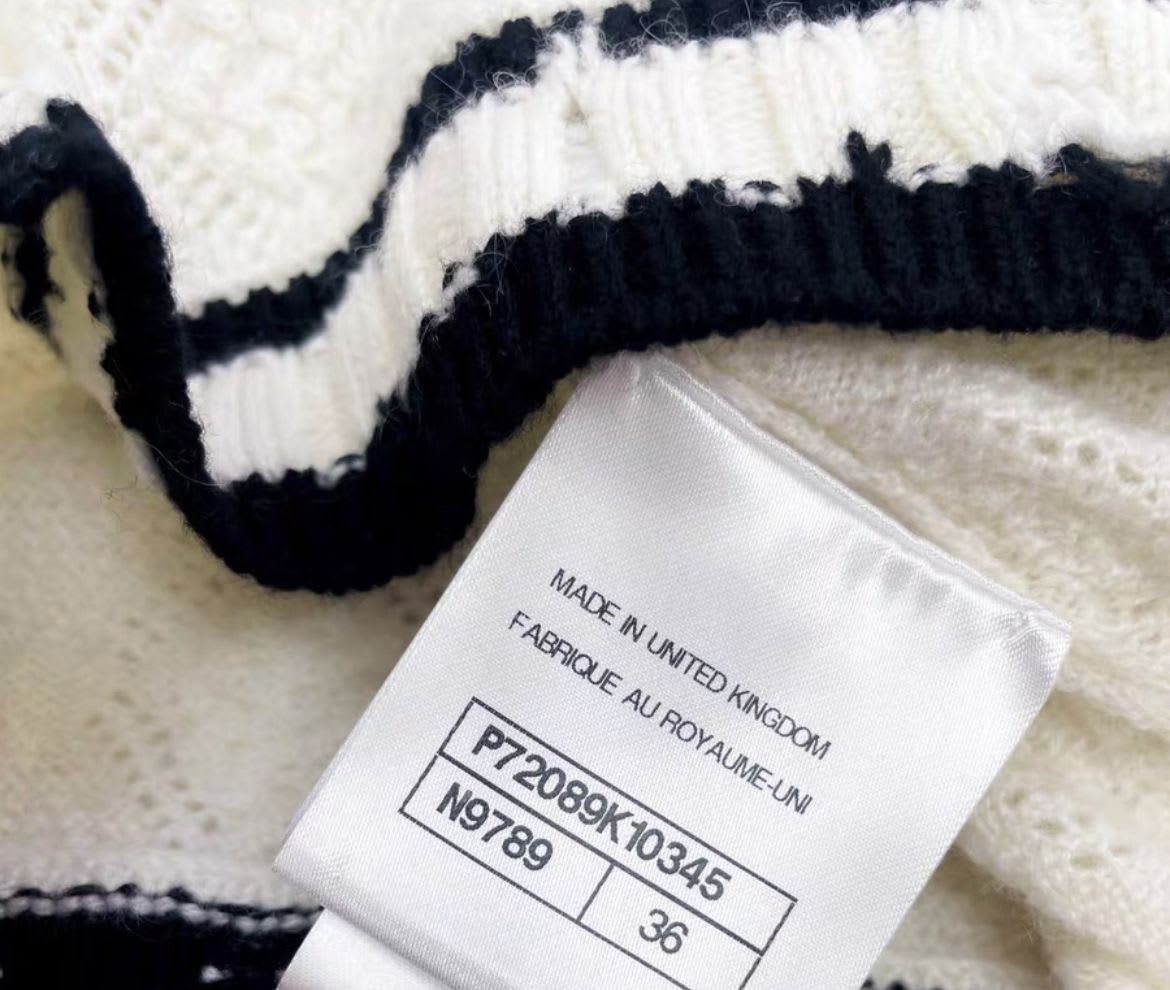 MADE IN UNITED KINGDOM
FABRIQUE AU ROYAUME-UNI
P72089K10345
N9789 36